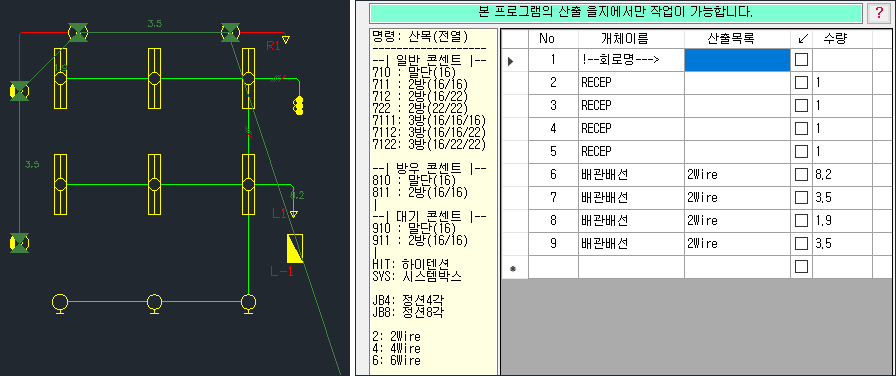 3.5
R1
3.5
8.2
L1
L-1
본 프로그램의 산출 을지에서만 작업이 가능합니다.
?
명령: 산목(전열)
--| 일반 콘센트 |--
710 : 말단(16)
711 : 2방(16/16)
712 : 2방(16/22)
722 : 2방(22/22)
7111: 3방(16/16/16)
7112: 3방(16/16/22)
7122: 3방(16/22/22)
--| 방우 콘센트 |--
810 : 말단(16)
811 : 2방(16/16)
|
--| 대기 콘센트 |--
910 : 말단(16)
911 : 2방(16/16)
|
HIT: 하이텐션
SYS: 시스템박스
JB4: 정션4각
JB8: 정션8각
2: 2Wire
4: 4Wire
6: 6Wire
No 개체이름 산출목록 ↙ 수량
1 !--회로명--->
2 RECEP 1
3 RECEP 1
4 RECEP 1
5 RECEP 1
6 배관배선 2Wire 8.2
7 배관배선 2Wire 3.5
8 배관배선 2Wire 1.9
9 배관배선 2Wire 3.5